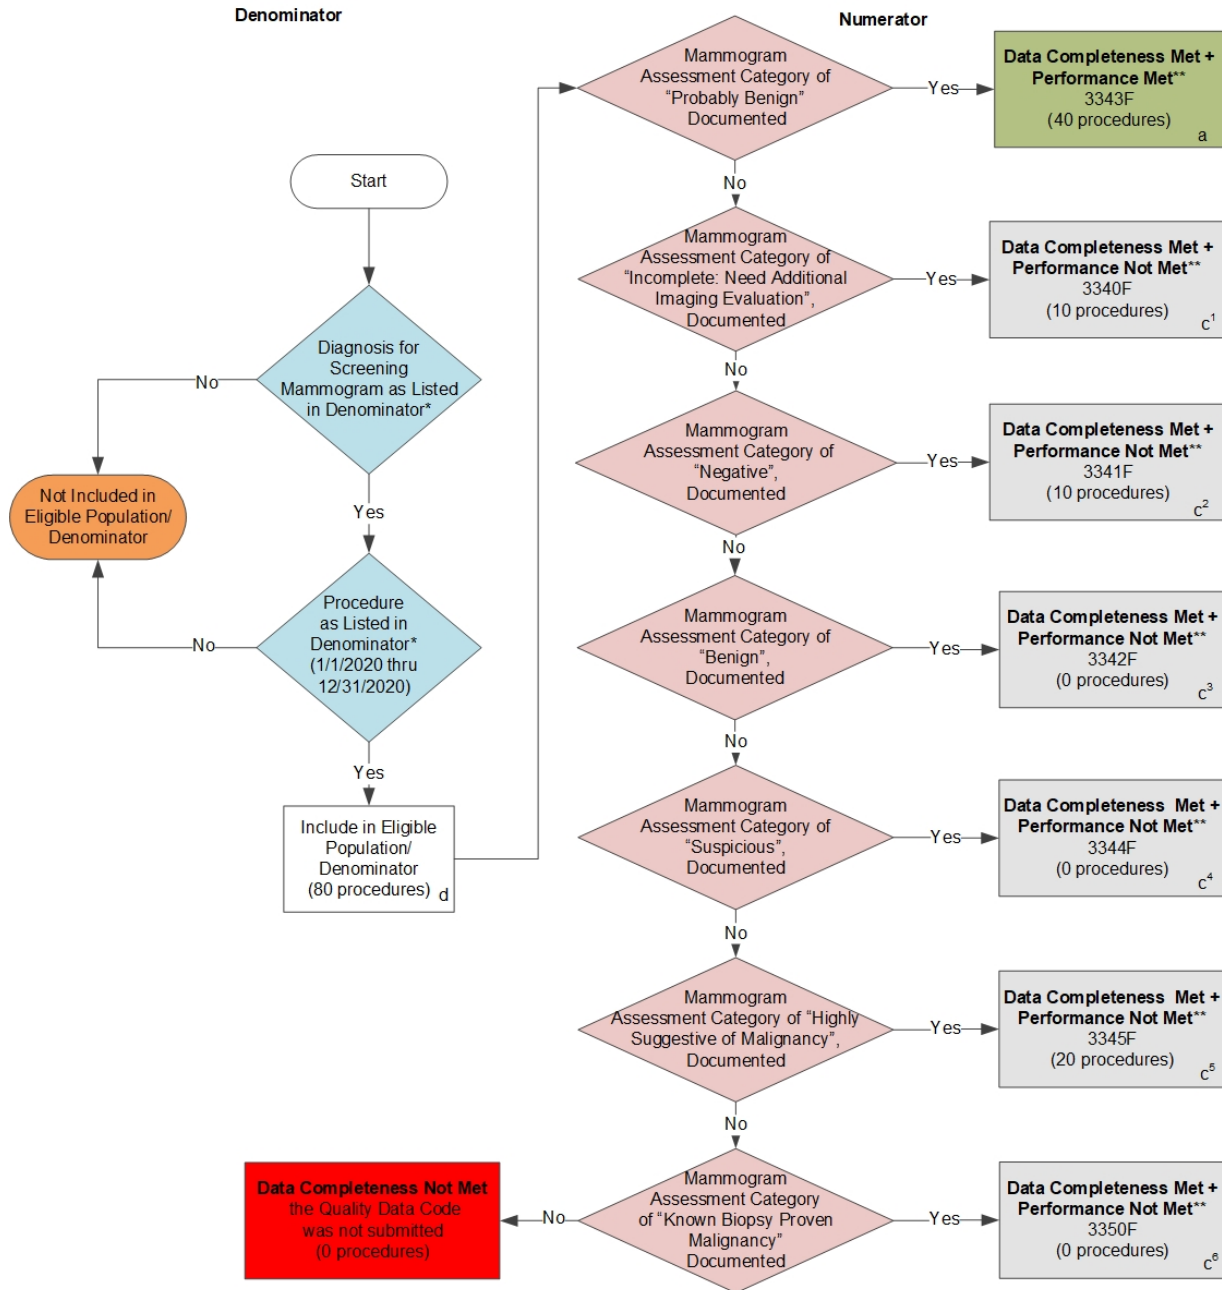 Denominator
Numerator
Start
Diagnosis for
Screening
Mammogram as Listed
in Denominator*
No
Yes
Not Included in
Eligible Population/
Denominator
Procedure
as Listed in
Denominator*
(1/1/2020 thru
12/31/2020)
No
Yes
Include in Eligible
Population/
Denominator
(80 procedures)
d
Mammogram
Assessment Category of
“Probably Benign”
Documented
Yes
Data Completeness Met +
Performance Met**
3343F
(40 procedures)
a
No
Mammogram
Assessment Category of
“Incomplete: Need Additional
Imaging Evaluation”,
Documented
Yes
Data Completeness Met +
Performance Not Met**
3340F
(10 procedures)
c¹
No
Mammogram
Assessment Category of
“Negative”,
Documented
Yes
Data Completeness Met +
Performance Not Met**
3341F
(10 procedures)
c²
No
Mammogram
Assessment Category of
“Benign”,
Documented
Yes
Data Completeness Met +
Performance Not Met**
3342F
(0 procedures)
c³
No
Mammogram
Assessment Category of
“Suspicious”,
Documented
Yes
Data Completeness Met +
Performance Not Met**
3344F
(0 procedures)
c⁴
No
Mammogram
Assessment Category of “Highly
Suggestive of Malignancy”,
Documented
Yes
Data Completeness Met +
Performance Not Met**
3345F
(20 procedures)
c⁵
No
Mammogram
Assessment Category
of “Known Biopsy Proven
Malignancy”
Documented
Yes
Data Completeness Met +
Performance Not Met**
3350F
(0 procedures)
c⁶
No
Data Completeness Not Met
the Quality Data Code
was not submitted
(0 procedures)